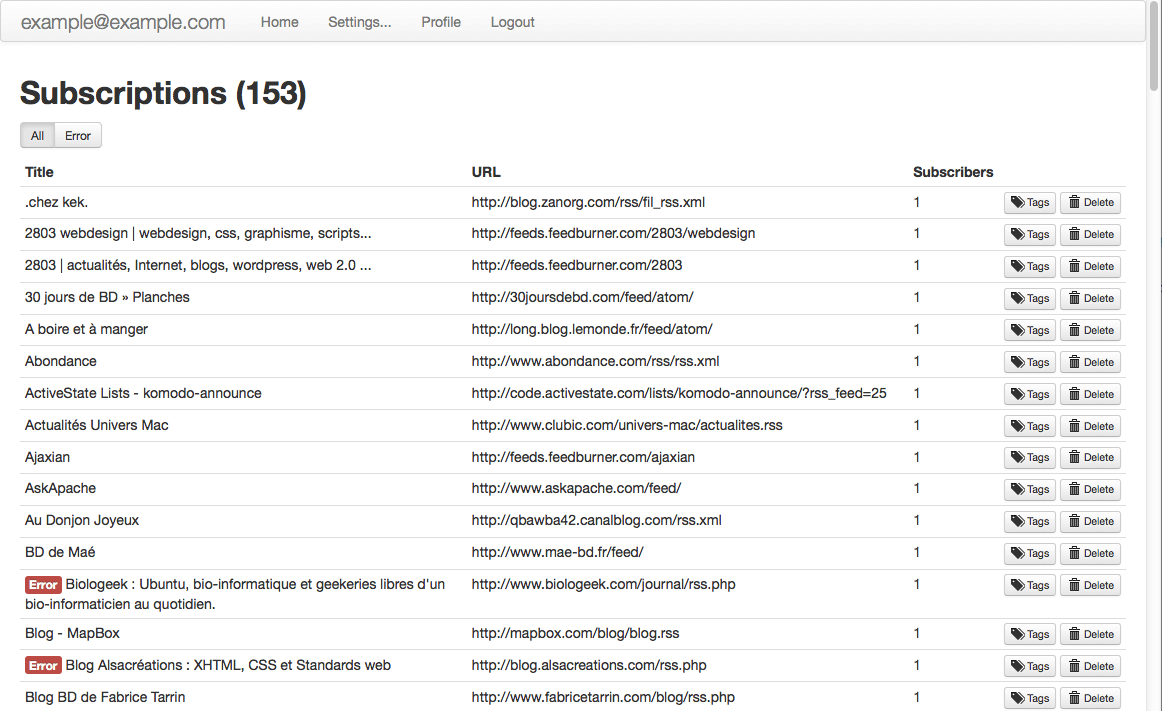 example@example.com Home Settings... Profile Logout
Subscriptions (153)
All Error
Title URL Subscribers
.chez kek. http://blog.zanorg.com/rss/fil_rss.xml 1 Tags Delete
2803 webdesign | webdesign, css, graphisme, scripts... http://feeds.feedburner.com/2803/webdesign 1 Tags Delete
2803 | actualités, Internet, blogs, wordpress, web 2.0 ... http://feeds.feedburner.com/2803 1 Tags Delete
30 jours de BD » Planches http://30joursdebd.com/feed/atom/ 1 Tags Delete
A boire et à manger http://long.blog.lemonde.fr/feed/atom/ 1 Tags Delete
Abondance http://www.abondance.com/rss/rss.xml 1 Tags Delete
ActiveState Lists - komodo-announce http://code.activestate.com/lists/komodo-announce/?rss_feed=25 1 Tags Delete
Actualités Univers Mac http://www.clubic.com/univers-mac/actualites.rss 1 Tags Delete
Ajaxian http://feeds.feedburner.com/ajaxian 1 Tags Delete
AskApache http://www.askapache.com/feed/ 1 Tags Delete
Au Donjon Joyeux http://qbawba42.canalblog.com/rss.xml 1 Tags Delete
BD de Maé http://www.mae-bd.fr/feed/ 1 Tags Delete
Error Biologeek : Ubuntu, bio-informatique et geekeries libres d'un http://www.biologeek.com/journal/rss.php 1 Tags Delete
bio-informaticien au quotidien.
Blog - MapBox http://mapbox.com/blog/blog.rss 1 Tags Delete
Error Blog Alsacréations : XHTML, CSS et Standards web http://blog.alsacreations.com/rss.php 1 Tags Delete
Blog BD de Fabrice Tarrin http://www.fabricetarrin.com/blog/rss.php 1 Tags Delete